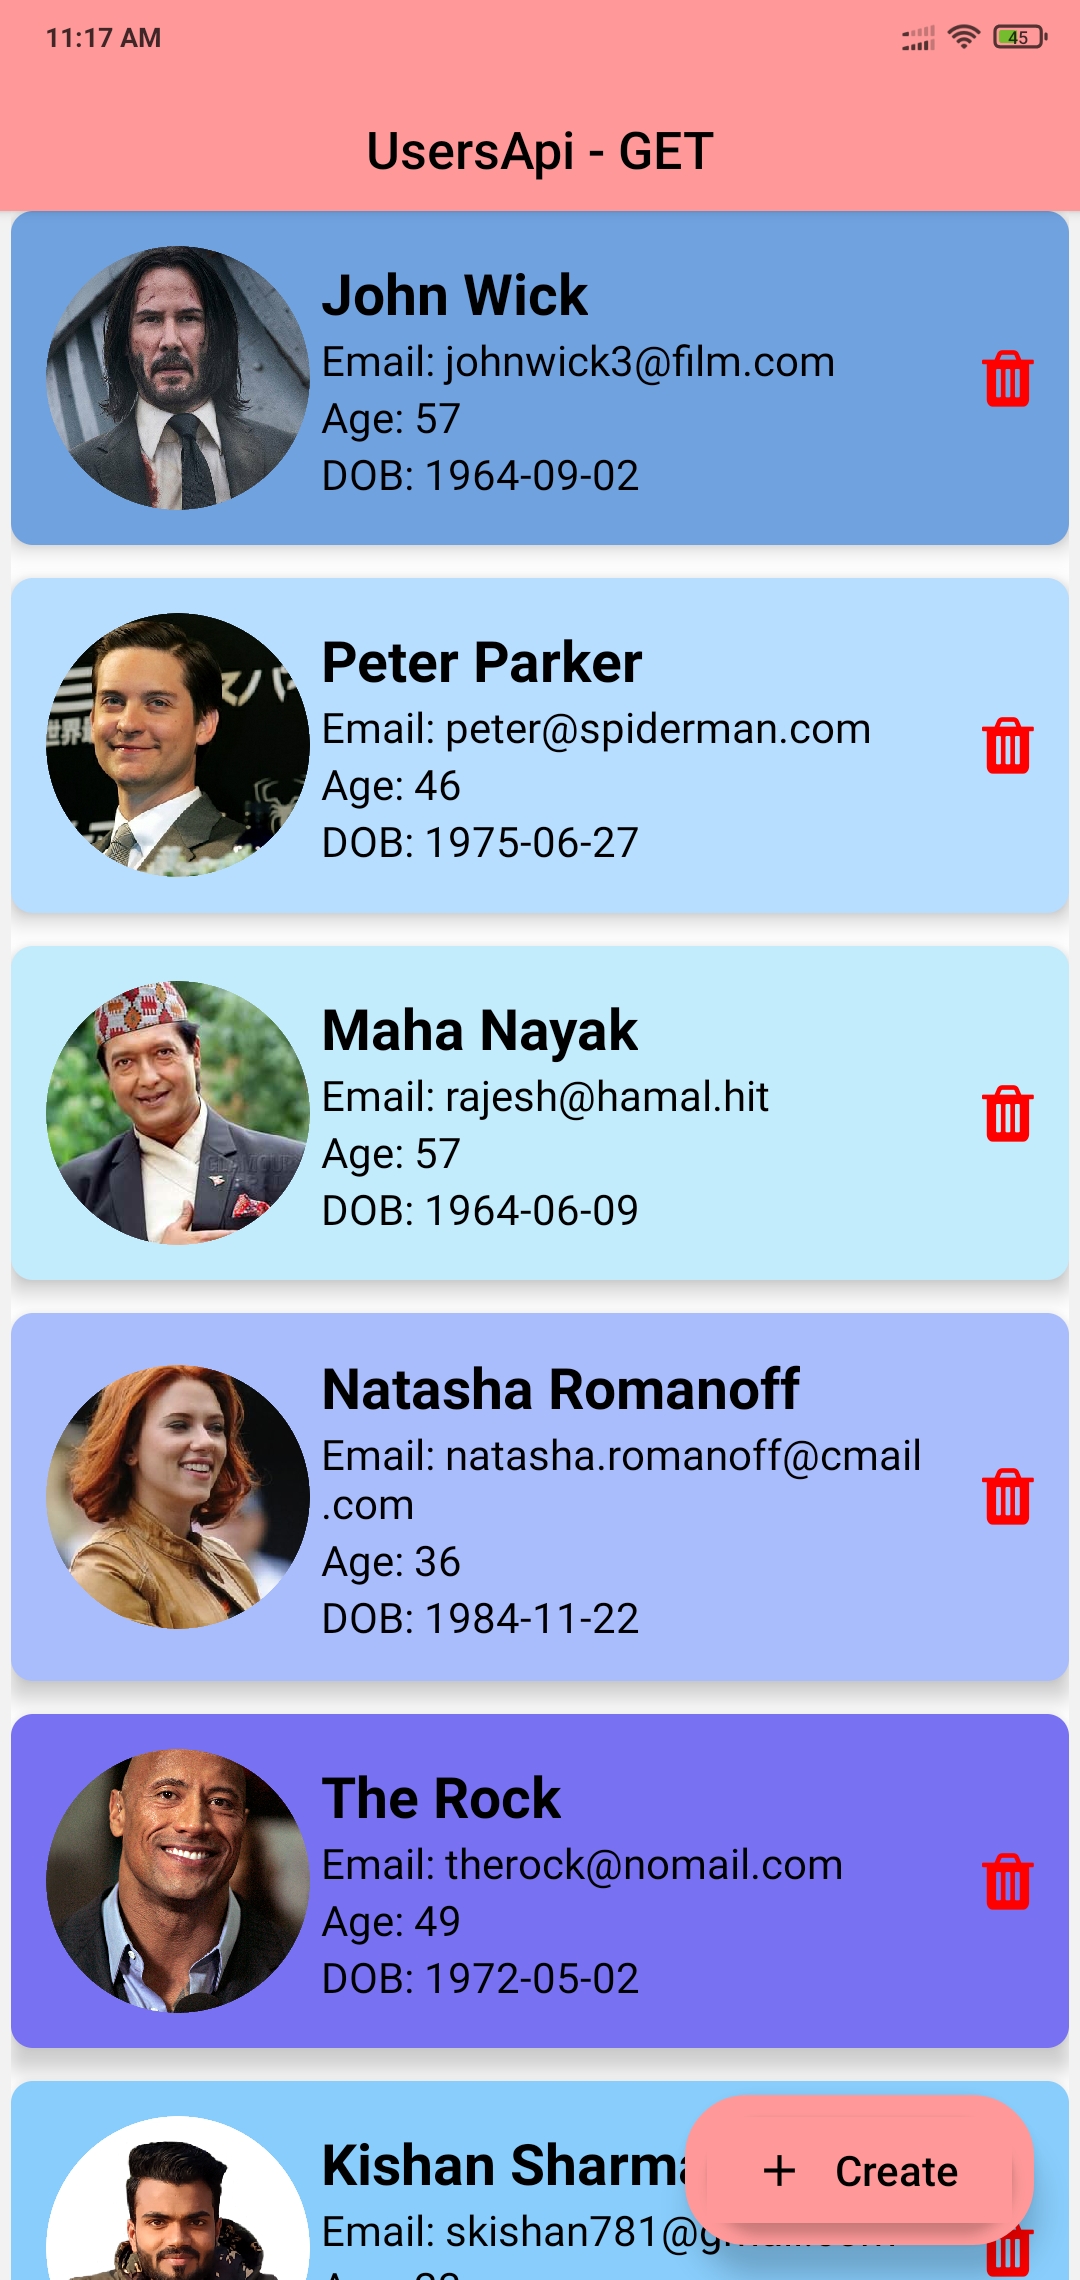 11:17 AM
45
UsersApi - GET
John Wick
Email: johnwick3@film.com
Age: 57
DOB: 1964-09-02
Peter Parker
Email: peter@spiderman.com
Age: 46
DOB: 1975-06-27
Maha Nayak
Email: rajesh@hamal.hit
Age: 57
DOB: 1964-06-09
Natasha Romanoff
Email: natasha.romanoff@cmail
.com
Age: 36
DOB: 1984-11-22
The Rock
Email: therock@nomail.com
Age: 49
DOB: 1972-05-02
Kishan Sharma
+ Create
Email: skishan781@g